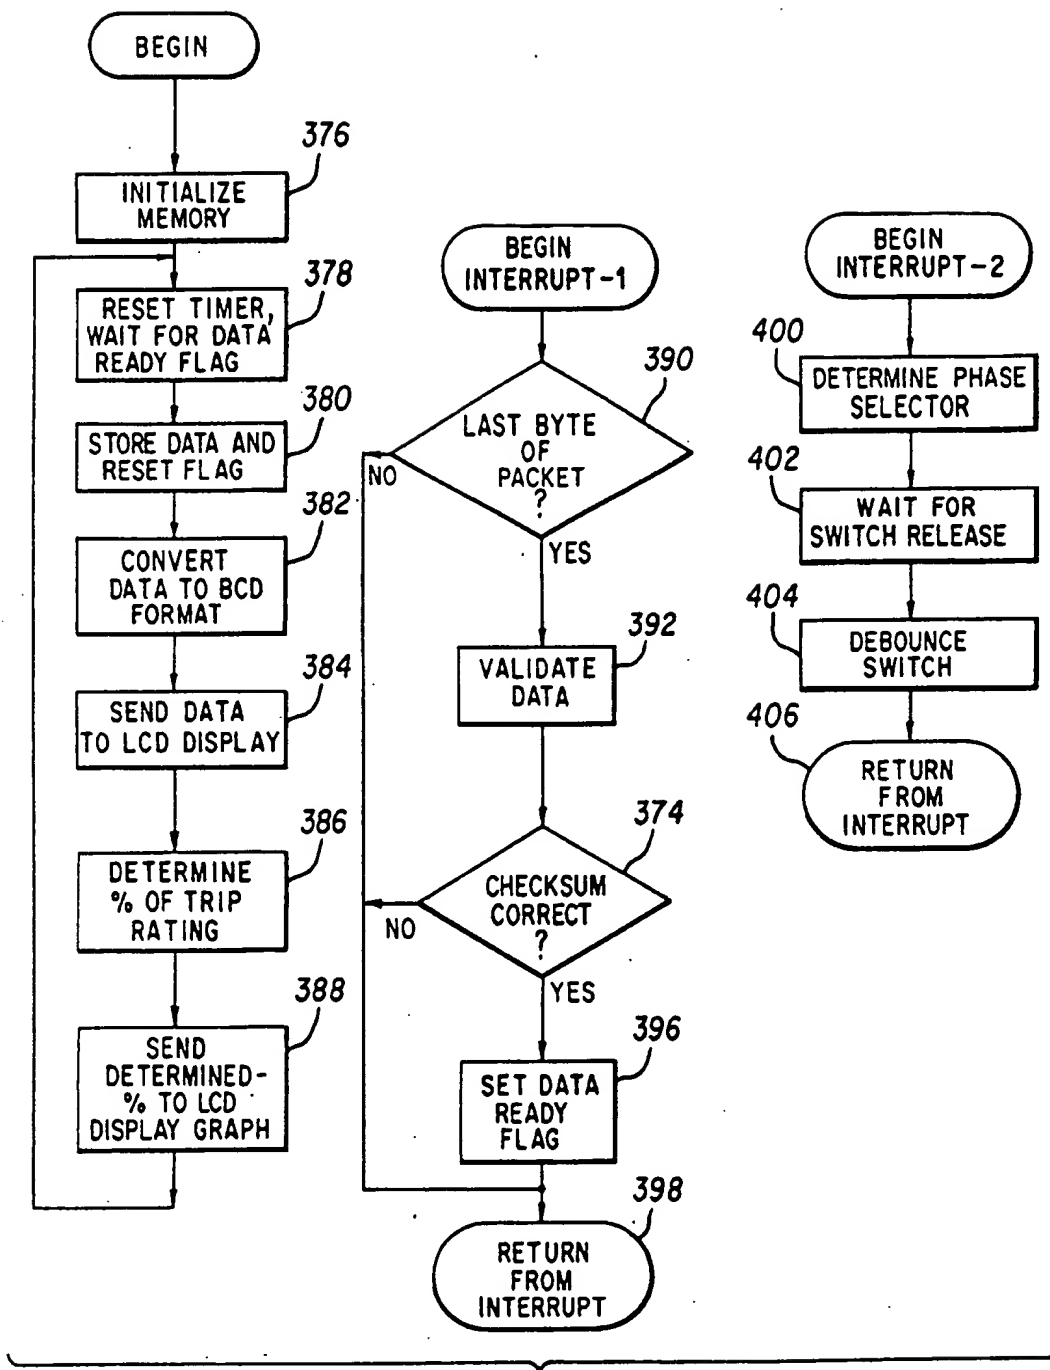 BEGIN
376
INITIALIZE
MEMORY
378
RESET TIMER,
WAIT FOR DATA
READY FLAG
380
STORE DATA AND
RESET FLAG
382
CONVERT
DATA TO BCD
FORMAT
384
SEND DATA
TO LCD DISPLAY
386
DETERMINE
% OF TRIP
RATING
388
SEND
DETERMINED-
% TO LCD
DISPLAY GRAPH
BEGIN
INTERRUPT-1
390
LAST BYTE
OF
PACKET
?
NO
YES
392
VALIDATE
DATA
374
CHECKSUM
CORRECT
?
NO
YES
396
SET DATA
READY
FLAG
398
RETURN
FROM
INTERRUPT
BEGIN
INTERRUPT-2
400
DETERMINE PHASE
SELECTOR
402
WAIT FOR
SWITCH RELEASE
404
DEBOUNCE
SWITCH
406
RETURN
FROM
INTERRUPT